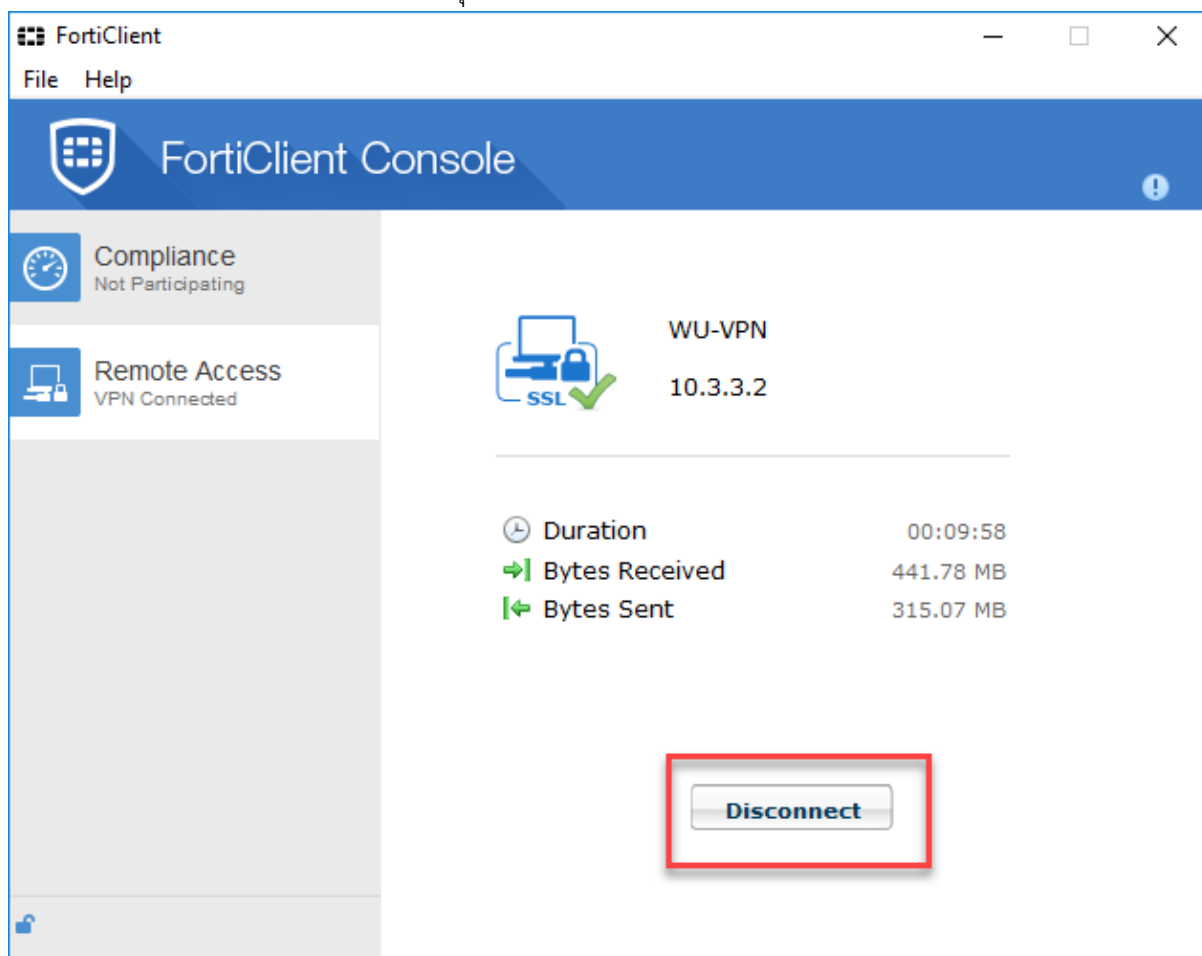 FortiClient
File Help
FortiClient Console
Compliance
Not Participating
Remote Access
VPN Connected
SSL
WU-VPN
10.3.3.2
Duration 00:09:58
Bytes Received 441.78 MB
Bytes Sent 315.07 MB
Disconnect